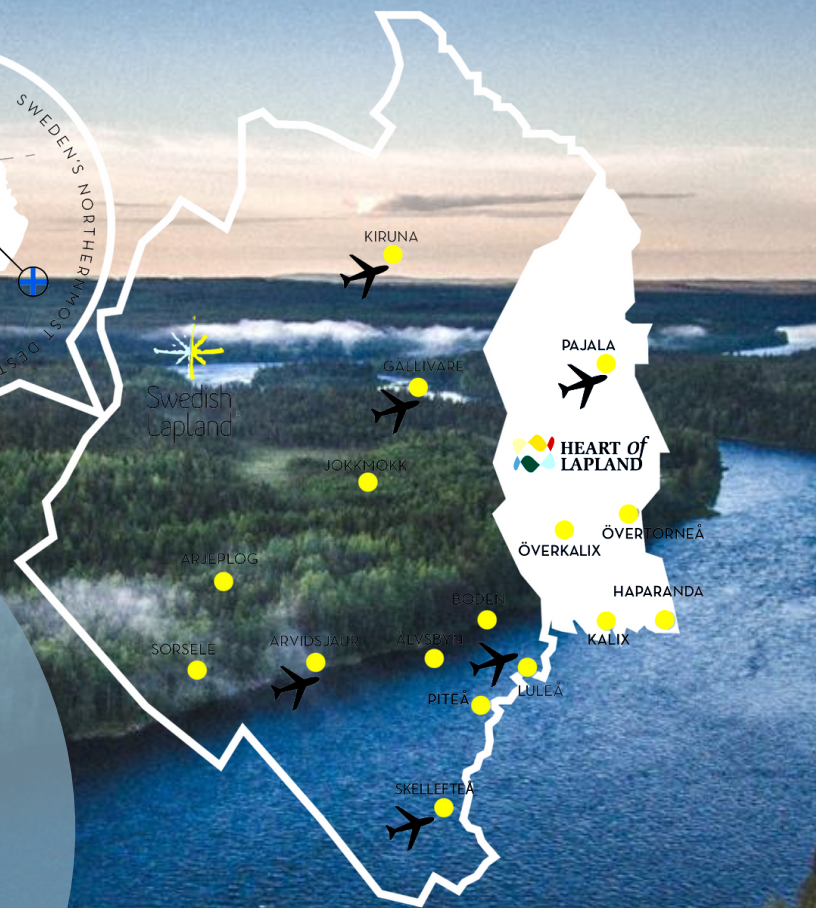 SWEDEN'S NORTHERNMOST DEST
KIRUNA
PAJALA
GÄLLIVARE
Swedish
Lapland
HEART of
LAPLAND
JOKKMOKK
ÖVERTORNEÅ
ÖVERKALIX
ARJEPLOG
HAPARANDA
BODEN
KALIX
ÄLVSBYN
ARVIDSJAUR
SORSELE
LULEÅ
PITEÅ
SKELLEFTEÅ